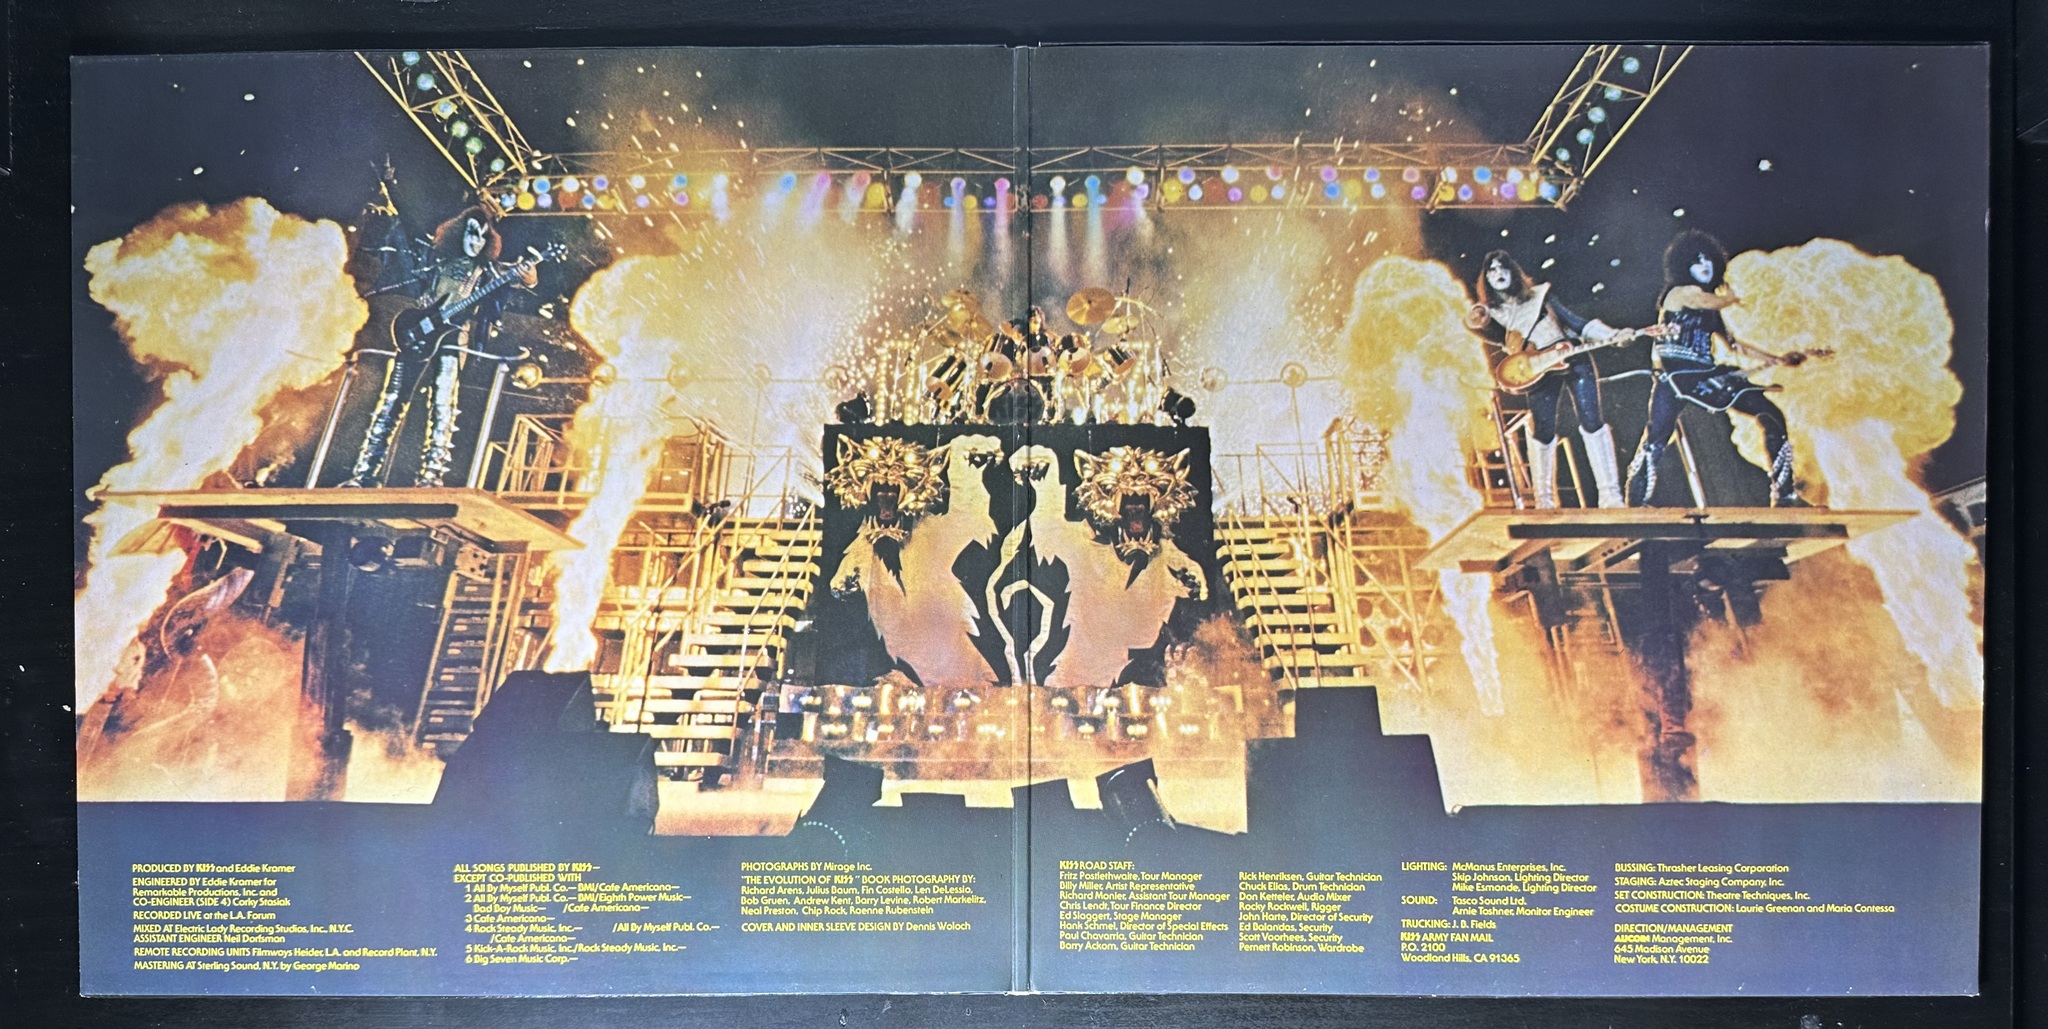 PRODUCED BY KISS and Eddie Kramer
ENGINEERED BY Eddie Kramer for
Remarkable Productions, Inc. and
CO-ENGINEER (SIDE 4) Corky Stasiak
RECORDED LIVE at the L.A. Forum
MIXED AT Electric Lady Recording Studios, Inc., N.Y.C.
ASSISTANT ENGINEER Neil Dorfsman
REMOTE RECORDING UNITS Filmways Heider, L.A. and Record Plant, N.Y.
MASTERING AT Sterling Sound, N.Y. by George Marino
ALL SONGS PUBLISHED BY KISS—
EXCEPT CO-PUBLISHED WITH
1 All By Myself Publ. Co.— BMI/Cafe Americana—
2 All By Myself Publ. Co.— BMI/Eighth Power Music—
Bad Boy Music— /Cafe Americana—
3 Cafe Americana—
4 Rock Steady Music, Inc.— /All By Myself Publ. Co.—
/Cafe Americana—
5 Kick-A-Rock Music, Inc./Rock Steady Music, Inc.—
6 Big Seven Music Corp.—
PHOTOGRAPHS BY Mirage Inc.
"THE EVOLUTION OF KISS" BOOK PHOTOGRAPHY BY:
Richard Arens, Julius Baum, Fin Costello, Len DeLessio,
Bob Gruen, Andrew Kent, Barry Levine, Robert Markelitz,
Neal Preston, Chip Rock, Raenne Rubenstein
COVER AND INNER SLEEVE DESIGN BY Dennis Woloch
KISS ROAD STAFF:
Fritz Postlethwaite, Tour Manager
Billy Miller, Artist Representative
Richard Monier, Assistant Tour Manager
Chris Lendt, Tour Finance Director
Ed Slaggert, Stage Manager
Hank Schmel, Director of Special Effects
Paul Chavarria, Guitar Technician
Barry Ackom, Guitar Technician
Rick Henriksen, Guitar Technician
Chuck Elias, Drum Technician
Don Ketteler, Audio Mixer
Rocky Rockwell, Rigger
John Harte, Director of Security
Ed Balandas, Security
Scott Voorhees, Security
Pernett Robinson, Wardrobe
LIGHTING: McManus Enterprises, Inc.
Skip Johnson, Lighting Director
Mike Esmonde, Lighting Director
SOUND: Tasco Sound Ltd.
Arnie Toshner, Monitor Engineer
TRUCKING: J. B. Fields
KISS ARMY FAN MAIL
P.O. 2100
Woodland Hills, CA 91365
BUSSING: Thrasher Leasing Corporation
STAGING: Aztec Staging Company, Inc.
SET CONSTRUCTION: Theatre Techniques, Inc.
COSTUME CONSTRUCTION: Laurie Greenan and Maria Contessa
DIRECTION/MANAGEMENT
AUCOIN Management, Inc.
645 Madison Avenue
New York, N.Y. 10022